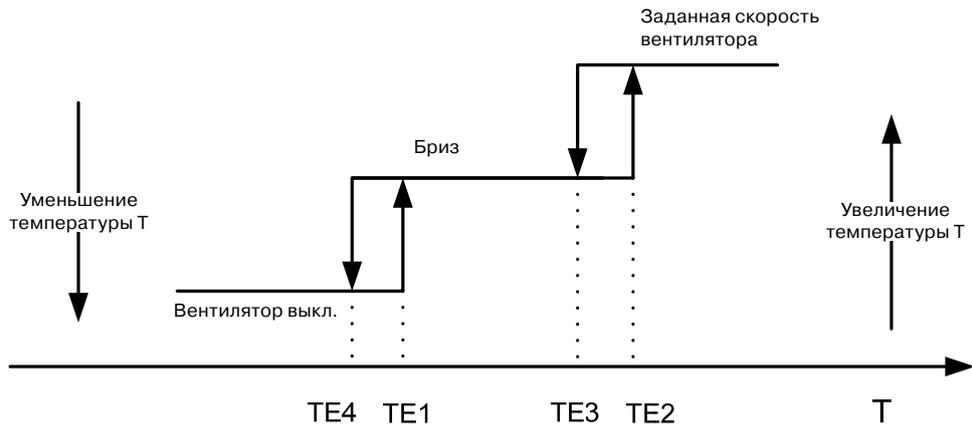 Заданная скорость
вентилятора
Бриз
Уменьшение
температуры T
Увеличение
температуры T
Вентилятор выкл.
TE4 TE1 TE3 TE2 T